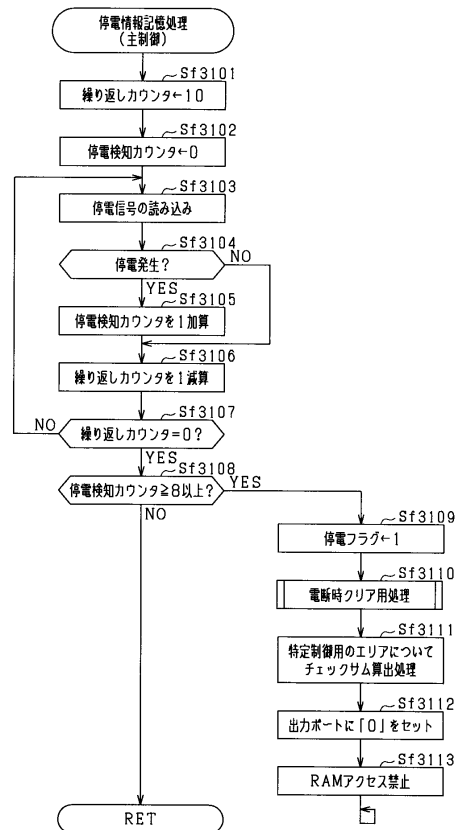 停電情報記憶処理
(主制御)
Sf3101
繰り返しカウンタ←10
Sf3102
停電検知カウンタ←0
Sf3103
停電信号の読み込み
Sf3104
停電発生?
NO
YES
Sf3105
停電検知カウンタを1加算
Sf3106
繰り返しカウンタを1減算
Sf3107
NO
繰り返しカウンタ=0?
YES
Sf3108
停電検知カウンタ≧8以上?
YES
NO
Sf3109
停電フラグ←1
Sf3110
電断時クリア用処理
Sf3111
特定制御用のエリアについて
チェックサム算出処理
Sf3112
出力ポートに「0」をセット
Sf3113
RAMアクセス禁止
RET